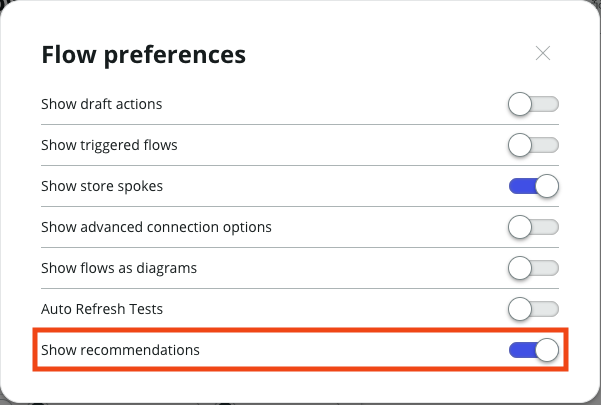 Flow preferences
Show draft actions
Show triggered flows
Show store spokes
Show advanced connection options
Show flows as diagrams
Auto Refresh Tests
Show recommendations